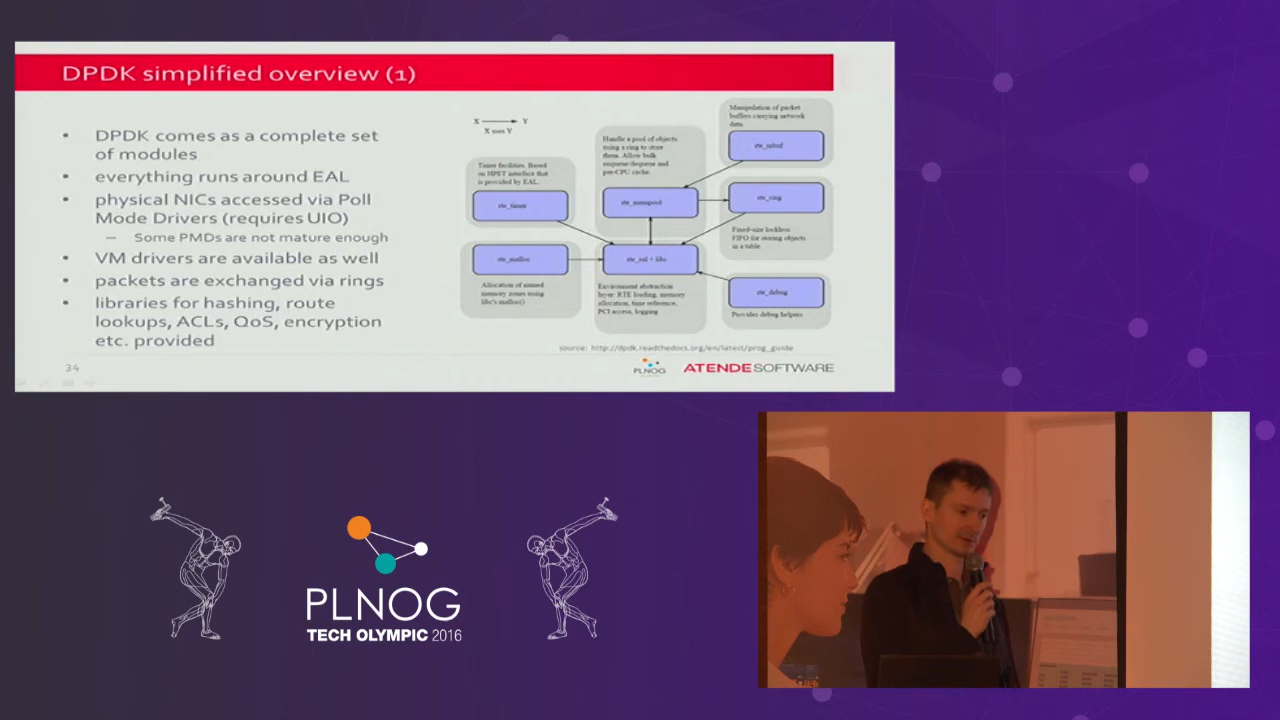 DPDK simplified overview (1)
• DPDK comes as a complete set
of modules
• everything runs around EAL
• physical NICs accessed via Poll
Mode Drivers (requires UIO)
– Some PMDs are not mature enough
• VM drivers are available as well
• packets are exchanged via rings
• libraries for hashing, route
lookups, ACLs, QoS, encryption
etc. provided
X Y
X uses Y
Timer facilities. Based
on HPET interface that
is provided by EAL.
rte_timer
rte_malloc
Allocation of named
memory zones using
libc's malloc()
Handle a pool of objects
using a ring to store
them. Allow bulk
enqueue/dequeue and
per-CPU cache.
rte_mempool
rte_eal + libc
Environment abstraction
layer: RTE loading, memory
allocation, time reference,
PCI access, logging
Manipulation of packet
buffers carrying network
data.
rte_mbuf
rte_ring
Fixed-size lockless
FIFO for storing objects
in a table.
rte_debug
Provides debug helpers
source: http://dpdk.readthedocs.org/en/latest/prog_guide
34
PLNOG
ATENDESOFTWARE
PLNOG
TECH OLYMPIC 2016